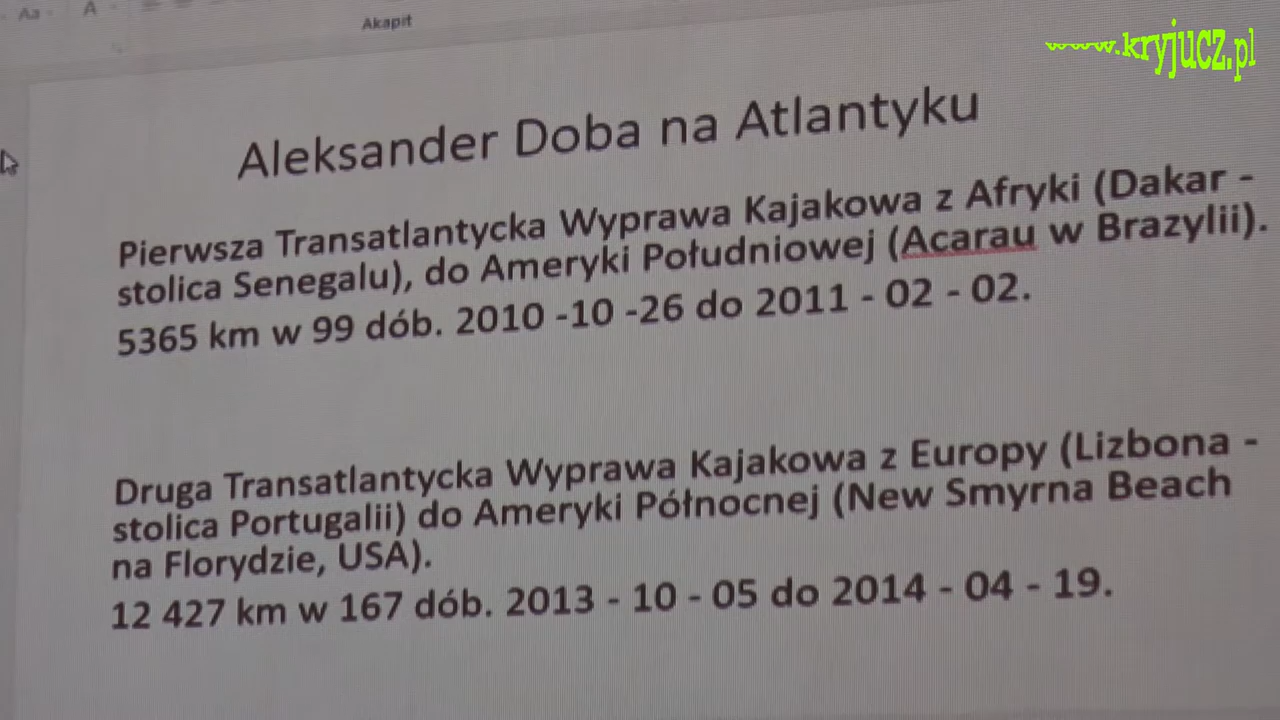 Aa
A
Akapit
www.kryjucz.pl
Aleksander Doba na Atlantyku
Pierwsza Transatlantycka Wyprawa Kajakowa z Afryki (Dakar -
stolica Senegalu), do Ameryki Południowej (Acarau w Brazylii).
5365 km w 99 dób. 2010 -10 -26 do 2011 - 02 - 02.
Druga Transatlantycka Wyprawa Kajakowa z Europy (Lizbona -
stolica Portugalii) do Ameryki Północnej (New Smyrna Beach
na Florydzie, USA).
12 427 km w 167 dób. 2013 - 10 - 05 do 2014 - 04 - 19.